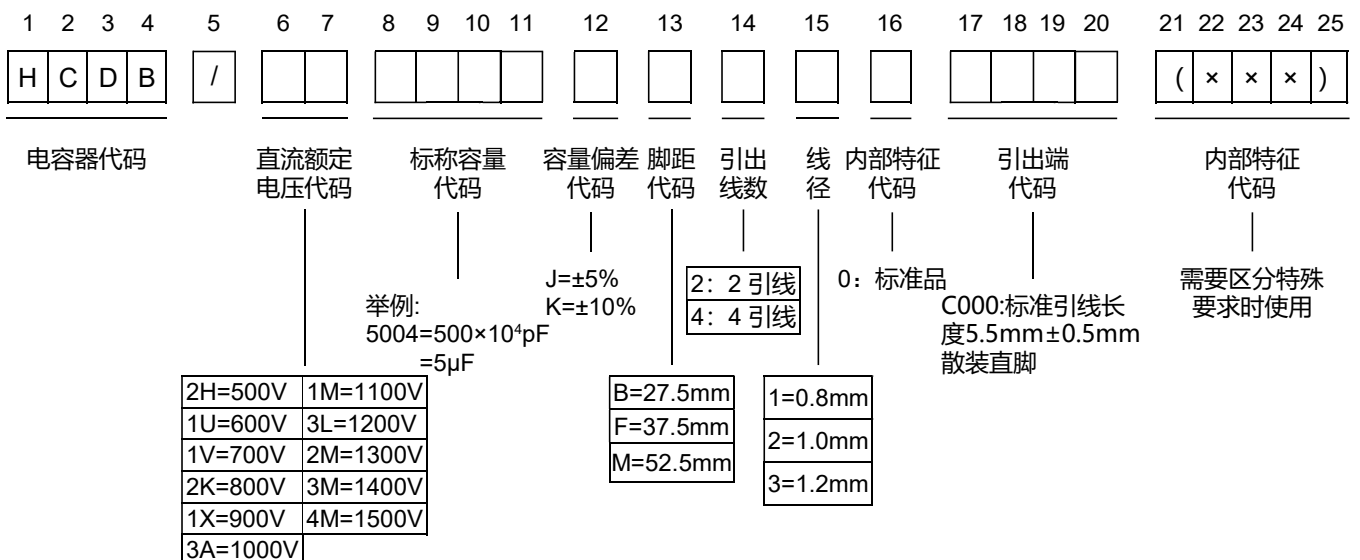 1 2 3 4 5 6 7 8 9 10 11 12 13 14 15 16 17 18 19 20 21 22 23 24 25
H C D B / ( × × × )
电容器代码
直流额定
电压代码
标称容量
代码
容量偏差
代码
脚距
代码
引出
线数
线
径
内部特征
代码
引出端
代码
内部特征
代码
举例:
5004=500×10⁴pF
=5μF
J=±5%
K=±10%
2：2 引线
4：4 引线
0：标准品
C000:标准引线长
度5.5mm±0.5mm
散装直脚
需要区分特殊
要求时使用
2H=500V 1M=1100V
1U=600V 3L=1200V
1V=700V 2M=1300V
2K=800V 3M=1400V
1X=900V 4M=1500V
3A=1000V
B=27.5mm
F=37.5mm
M=52.5mm
1=0.8mm
2=1.0mm
3=1.2mm